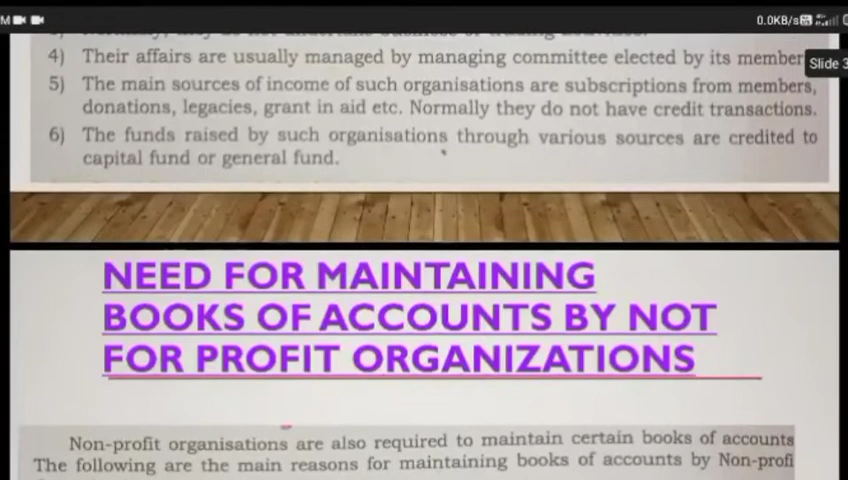 M
0.0KB/s
4) Their affairs are usually managed by managing committee elected by its member
Slide 3
5) The main sources of income of such organisations are subscriptions from members,
donations, legacies, grant in aid etc. Normally they do not have credit transactions.
6) The funds raised by such organisations through various sources are credited to
capital fund or general fund.
NEED FOR MAINTAINING
BOOKS OF ACCOUNTS BY NOT
FOR PROFIT ORGANIZATIONS
Non-profit organisations are also required to maintain certain books of accounts
The following are the main reasons for maintaining books of accounts by Non-profi